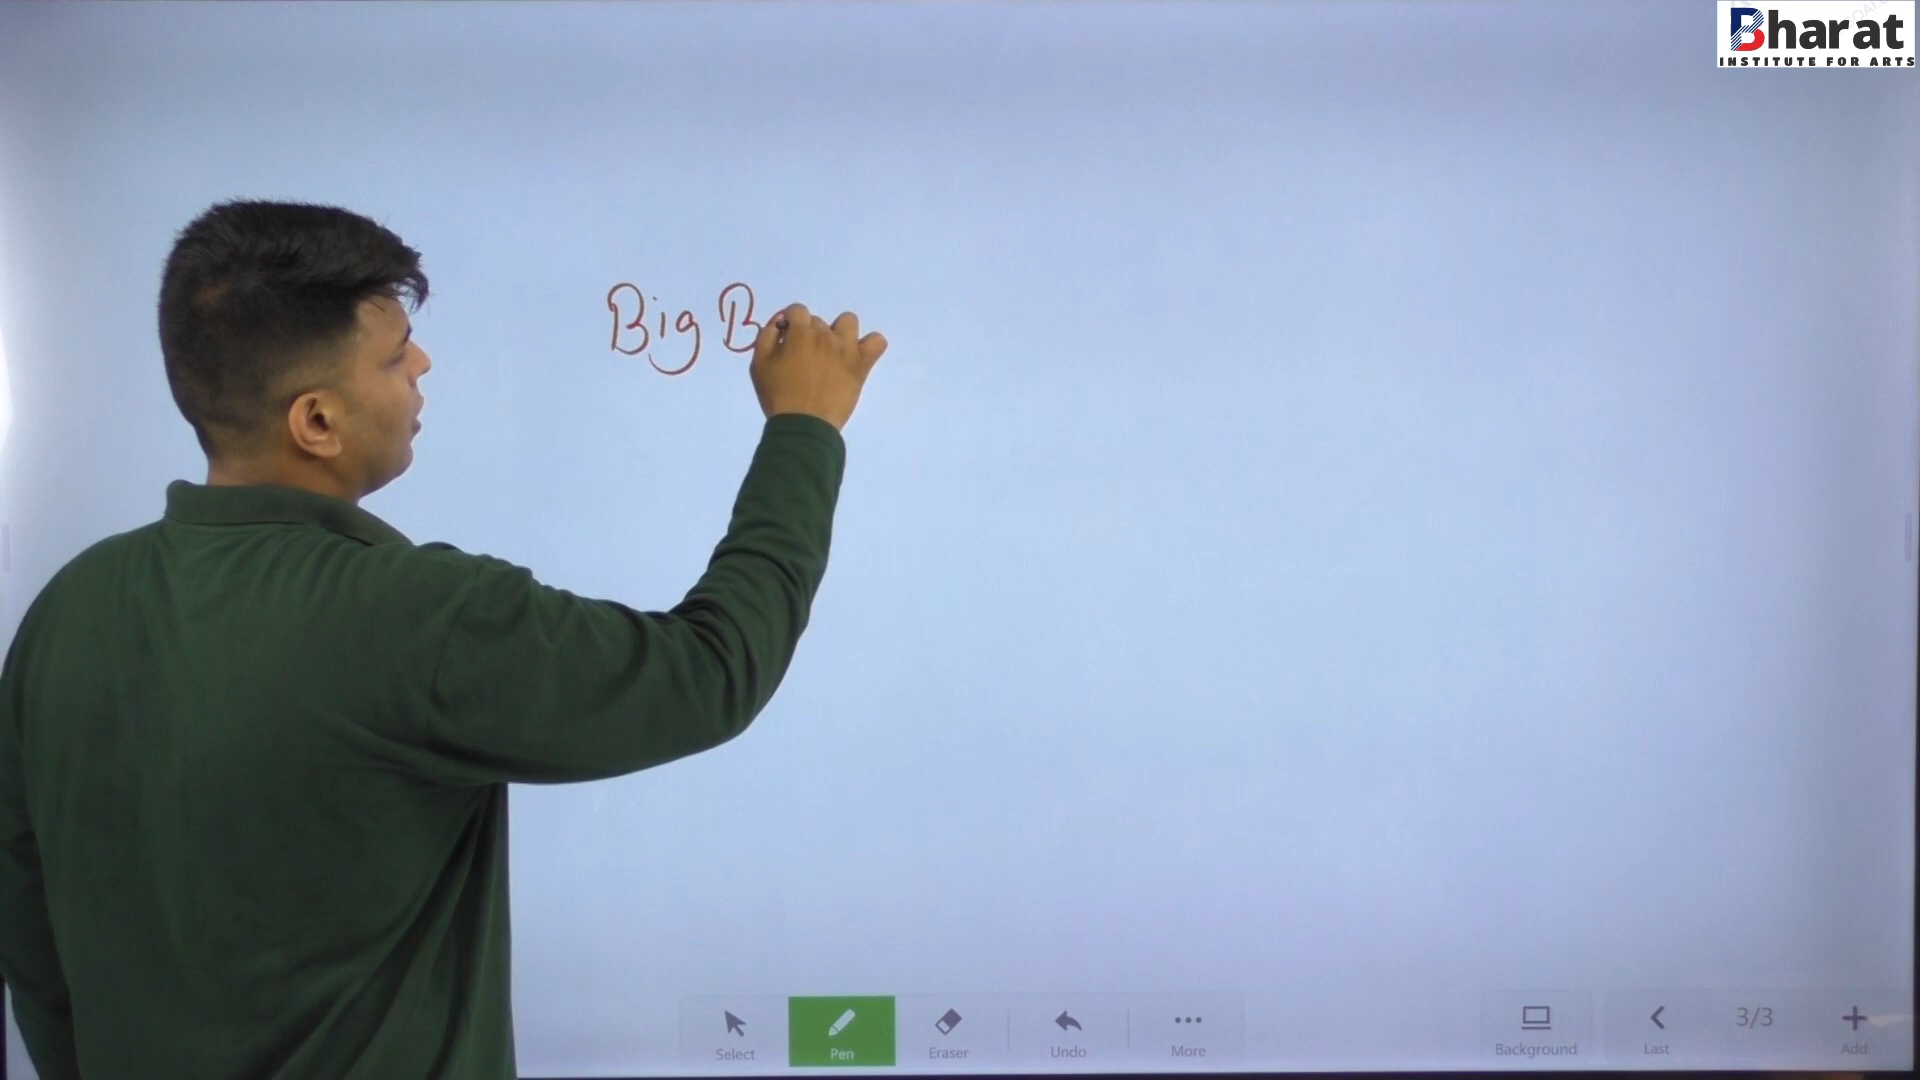 Bharat
INSTITUTE FOR ARTS
Big B
Select
Pen
Eraser
Undo
More
Background
Last
3/3
Add